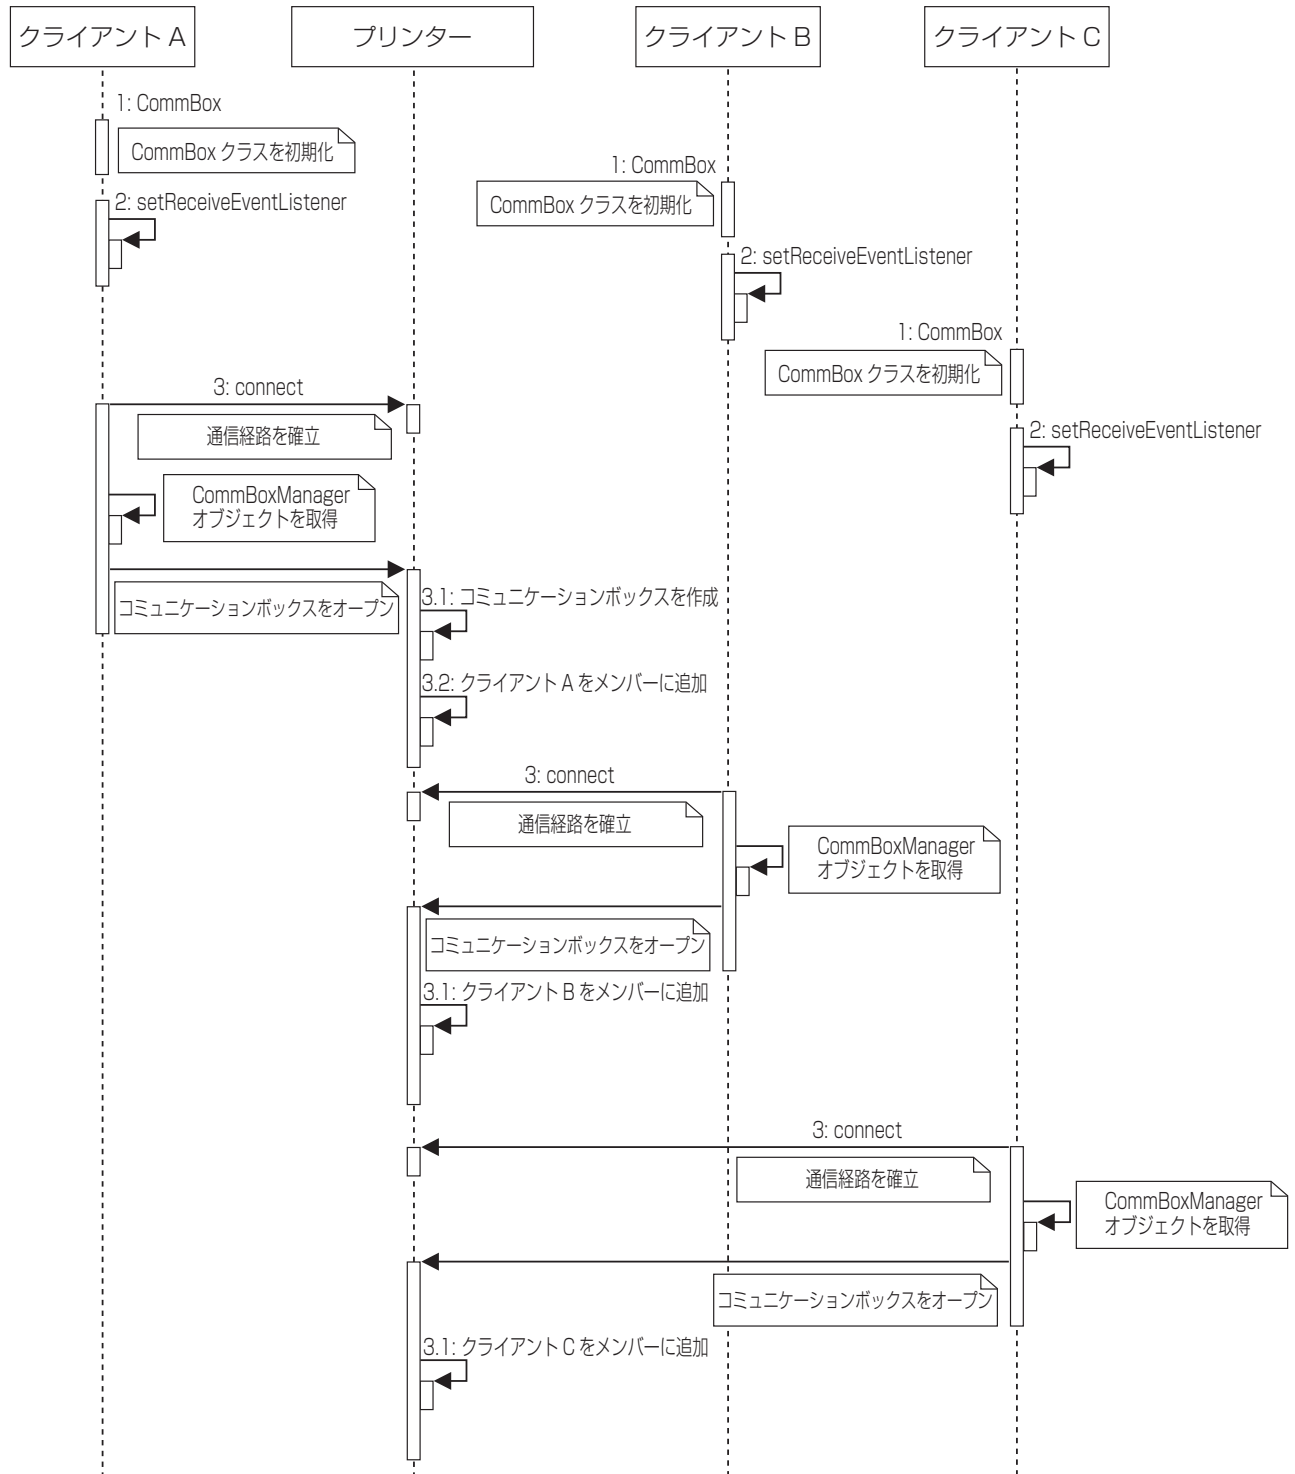 クライアント A
プリンター
クライアント B
クライアント C
1: CommBox
CommBox クラスを初期化
1: CommBox
2: setReceiveEventListener
CommBox クラスを初期化
2: setReceiveEventListener
1: CommBox
CommBox クラスを初期化
3: connect
通信経路を確立
2: setReceiveEventListener
CommBoxManager
オブジェクトを取得
コミュニケーションボックスをオープン
3.1: コミュニケーションボックスを作成
3.2: クライアント A をメンバーに追加
3: connect
通信経路を確立
CommBoxManager
オブジェクトを取得
コミュニケーションボックスをオープン
3.1: クライアント B をメンバーに追加
3: connect
通信経路を確立
CommBoxManager
オブジェクトを取得
コミュニケーションボックスをオープン
3.1: クライアント C をメンバーに追加